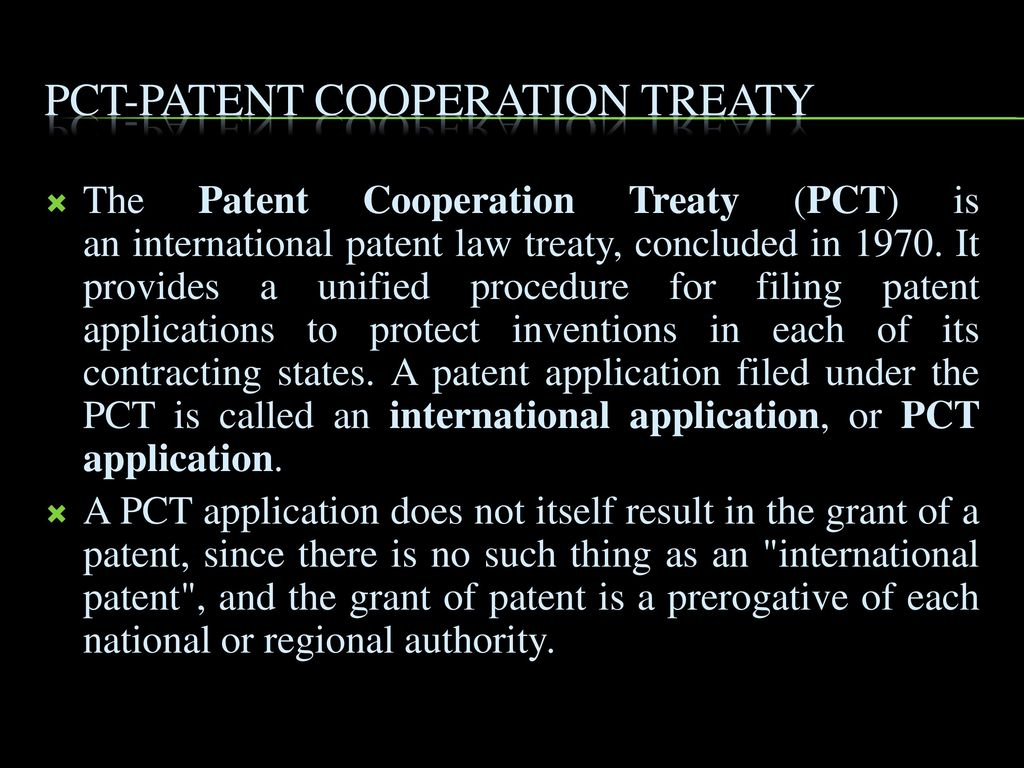 PCT-PATENT COOPERATION TREATY
The Patent Cooperation Treaty (PCT) is
an international patent law treaty, concluded in 1970. It
provides a unified procedure for filing patent
applications to protect inventions in each of its
contracting states. A patent application filed under the
PCT is called an international application, or PCT
application.
A PCT application does not itself result in the grant of a
patent, since there is no such thing as an "international
patent", and the grant of patent is a prerogative of each
national or regional authority.